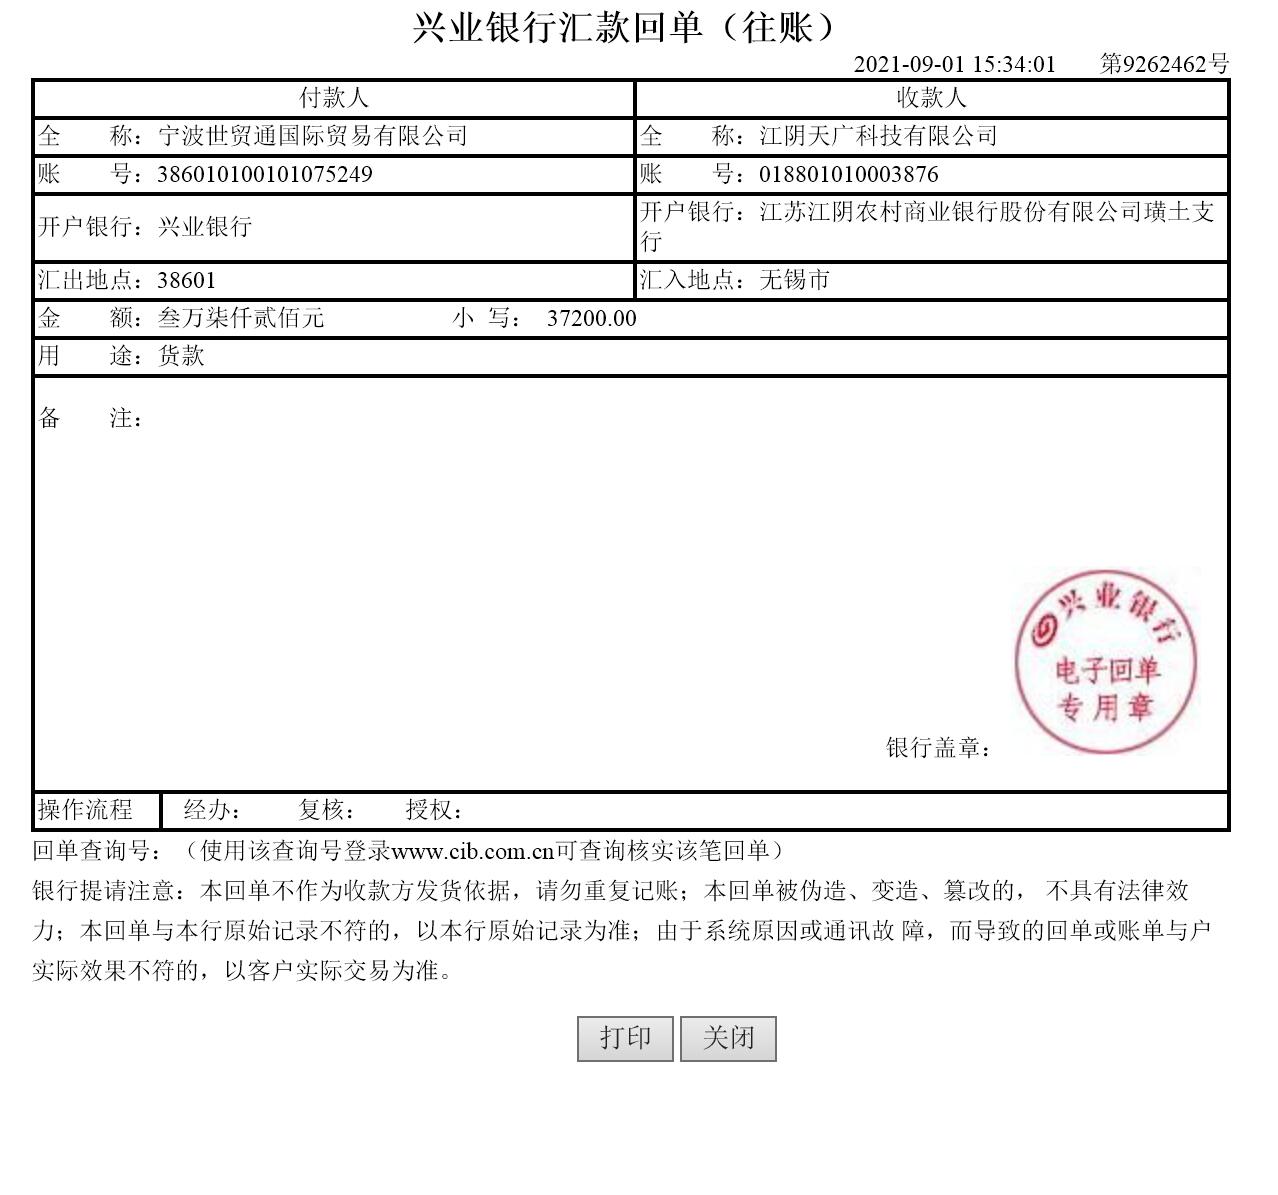 兴业银行汇款回单（往账）
2021-09-01 15:34:01 第9262462号
付款人 收款人
全 称：宁波世贸通国际贸易有限公司 全 称：江阴天广科技有限公司
账 号：386010100101075249 账 号：018801010003876
开户银行：兴业银行 开户银行：江苏江阴农村商业银行股份有限公司璜土支
行
汇出地点：38601 汇入地点：无锡市
金 额：叁万柒仟贰佰元 小 写： 37200.00
用 途：货款
备 注：
兴业银行
电子回单
专用章
银行盖章：
操作流程 经办： 复核： 授权：
回单查询号：（使用该查询号登录www.cib.com.cn可查询核实该笔回单）
银行提请注意：本回单不作为收款方发货依据，请勿重复记账；本回单被伪造、变造、篡改的， 不具有法律效
力；本回单与本行原始记录不符的，以本行原始记录为准；由于系统原因或通讯故 障，而导致的回单或账单与户
实际效果不符的，以客户实际交易为准。
打印 关闭